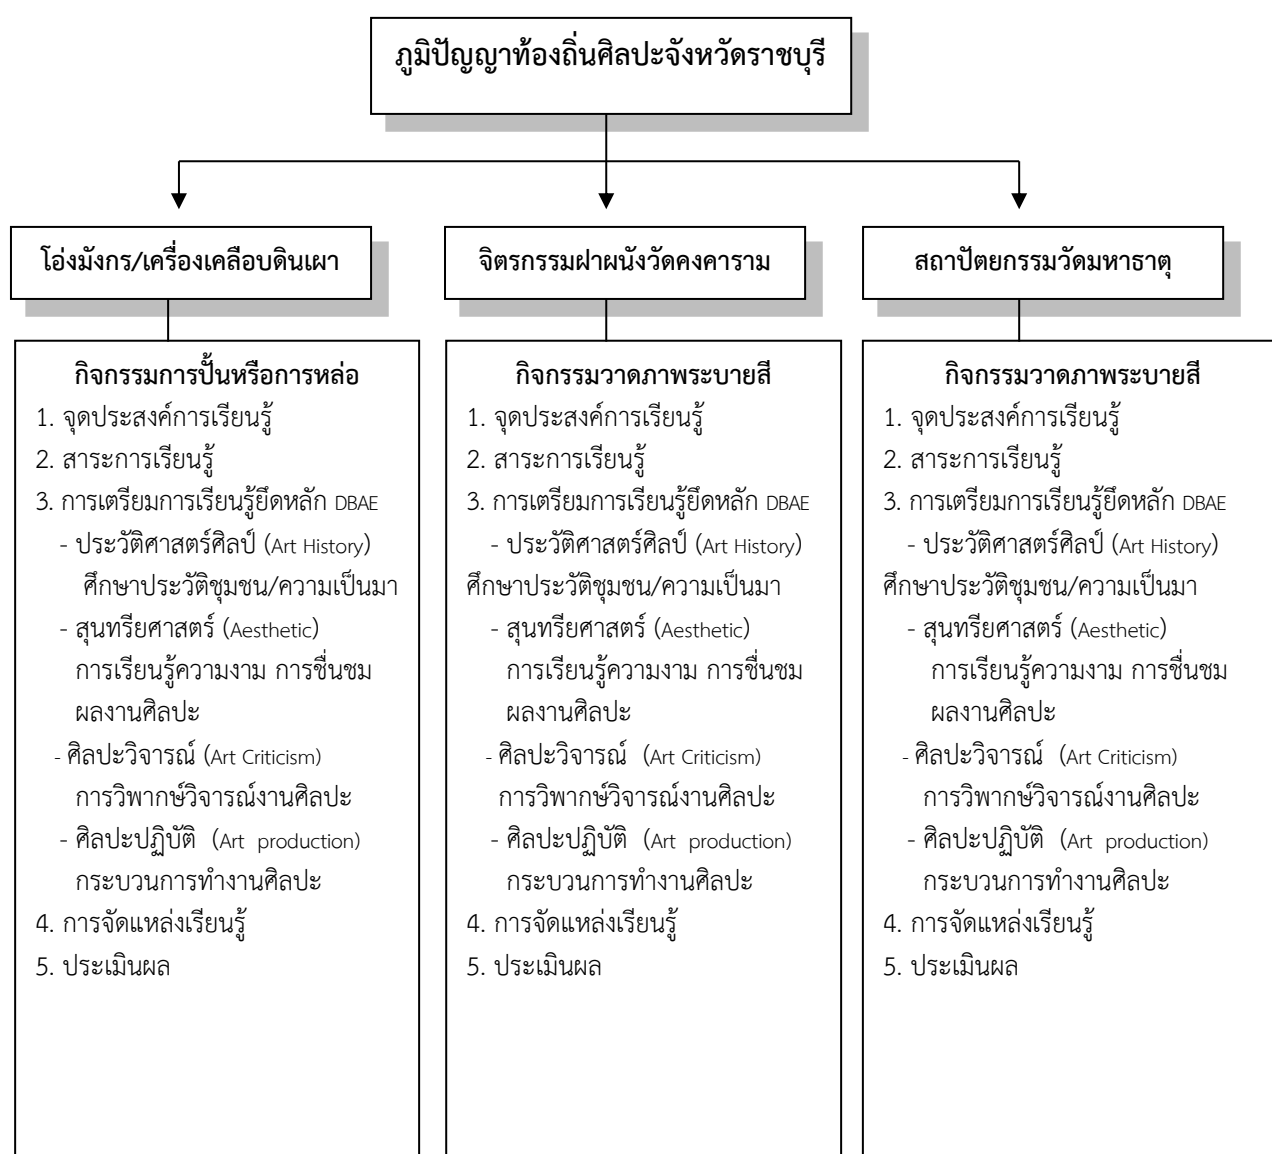 ภูมิปัญญาท้องถิ่นศิลปะจังหวัดราชบุรี
โอ่งมังกร/เครื่องเคลือบดินเผา
จิตรกรรมฝาผนังวัดคงคาราม
สถาปัตยกรรมวัดมหาธาตุ
กิจกรรมการปั้นหรือการหล่อ
1. จุดประสงค์การเรียนรู้
2. สาระการเรียนรู้
3. การเตรียมการเรียนรู้ยึดหลัก DBAE
- ประวัติศาสตร์ศิลป์ (Art History)
ศึกษาประวัติชุมชน/ความเป็นมา
- สุนทรียศาสตร์ (Aesthetic)
การเรียนรู้ความงาม การชื่นชม
ผลงานศิลปะ
- ศิลปะวิจารณ์ (Art Criticism)
การวิพากษ์วิจารณ์งานศิลปะ
- ศิลปะปฏิบัติ (Art production)
กระบวนการทำงานศิลปะ
4. การจัดแหล่งเรียนรู้
5. ประเมินผล
กิจกรรมวาดภาพระบายสี
1. จุดประสงค์การเรียนรู้
2. สาระการเรียนรู้
3. การเตรียมการเรียนรู้ยึดหลัก DBAE
- ประวัติศาสตร์ศิลป์ (Art History)
ศึกษาประวัติชุมชน/ความเป็นมา
- สุนทรียศาสตร์ (Aesthetic)
การเรียนรู้ความงาม การชื่นชม
ผลงานศิลปะ
- ศิลปะวิจารณ์ (Art Criticism)
การวิพากษ์วิจารณ์งานศิลปะ
- ศิลปะปฏิบัติ (Art production)
กระบวนการทำงานศิลปะ
4. การจัดแหล่งเรียนรู้
5. ประเมินผล
กิจกรรมวาดภาพระบายสี
1. จุดประสงค์การเรียนรู้
2. สาระการเรียนรู้
3. การเตรียมการเรียนรู้ยึดหลัก DBAE
- ประวัติศาสตร์ศิลป์ (Art History)
ศึกษาประวัติชุมชน/ความเป็นมา
- สุนทรียศาสตร์ (Aesthetic)
การเรียนรู้ความงาม การชื่นชม
ผลงานศิลปะ
- ศิลปะวิจารณ์ (Art Criticism)
การวิพากษ์วิจารณ์งานศิลปะ
- ศิลปะปฏิบัติ (Art production)
กระบวนการทำงานศิลปะ
4. การจัดแหล่งเรียนรู้
5. ประเมินผล